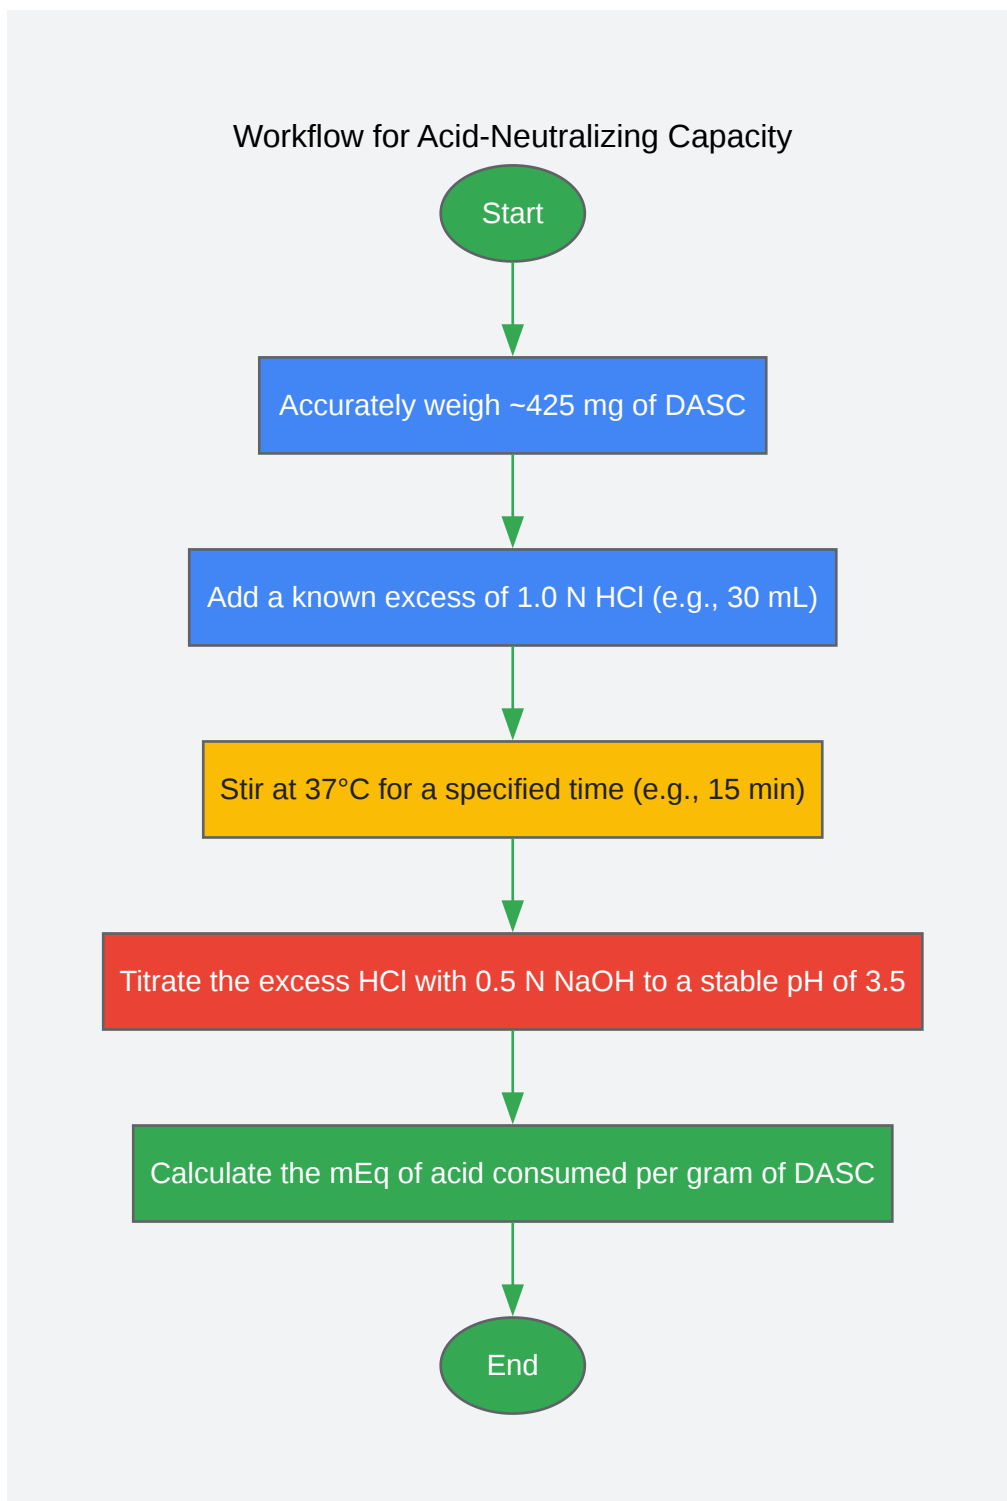 Workflow for Acid-Neutralizing Capacity
Start
Accurately weigh ~425 mg of DASC
Add a known excess of 1.0 N HCl (e.g., 30 mL)
Stir at 37°C for a specified time (e.g., 15 min)
Titrate the excess HCl with 0.5 N NaOH to a stable pH of 3.5
Calculate the mEq of acid consumed per gram of DASC
End